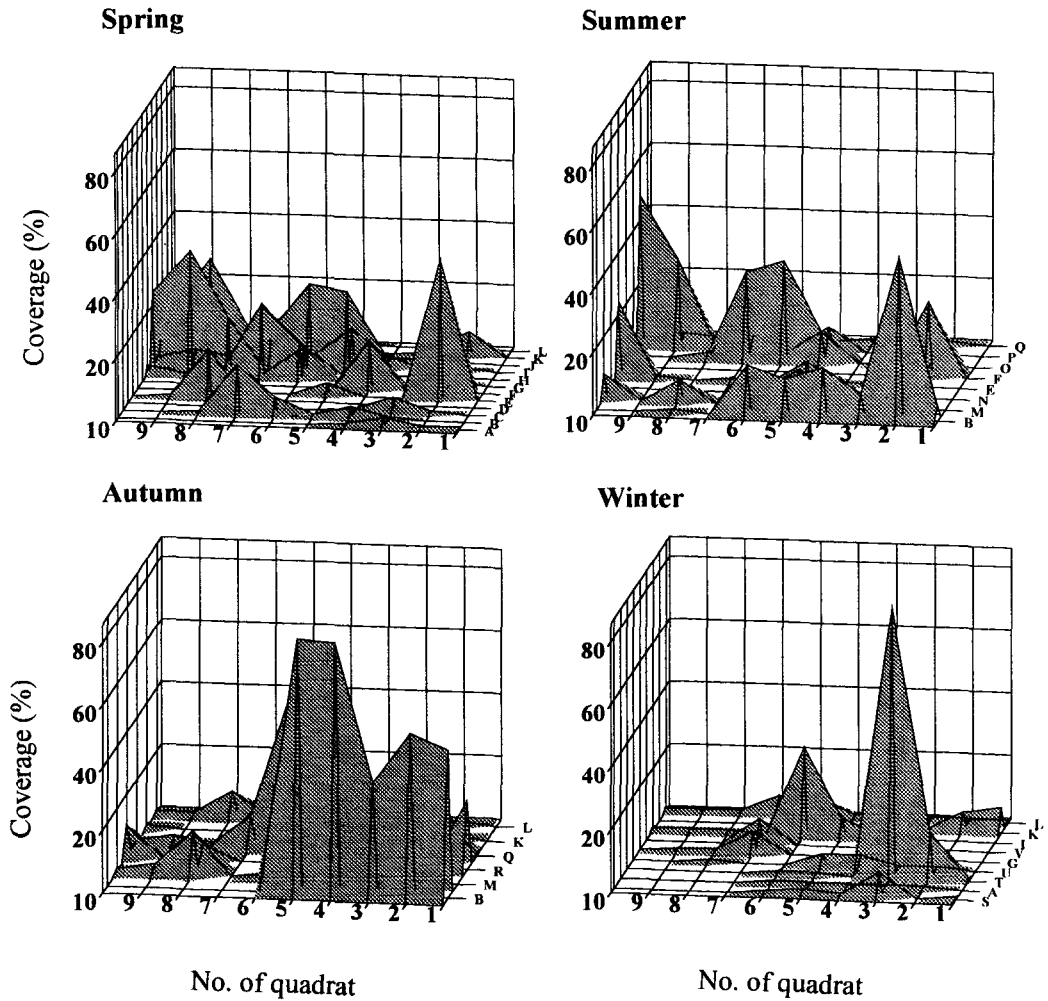 Spring
Summer
80
60
40
20
10 9 8 7 6 5 4 3 2 1
Coverage (%)
L
K
J
I
H
G
F
E
D
C
B
A
80
60
40
20
10 9 8 7 6 5 4 3 2 1
Q
P
O
F
E
N
M
B
Autumn
Winter
80
60
40
20
10 9 8 7 6 5 4 3 2 1
Coverage (%)
L
K
Q
R
M
B
80
60
40
20
10 9 8 7 6 5 4 3 2 1
L
K
I
V
G
U
T
A
S
No. of quadrat
No. of quadrat